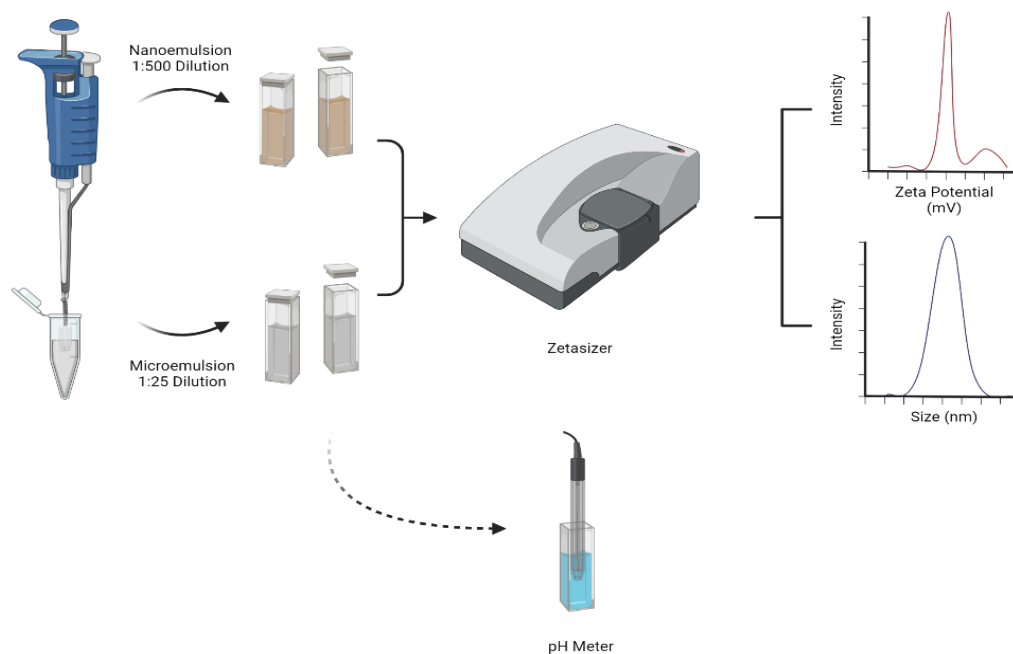 Nanoemulsion
1:500 Dilution
Microemulsion
1:25 Dilution
Zetasizer
Intensity
Zeta Potential
(mV)
Intensity
Size (nm)
pH Meter